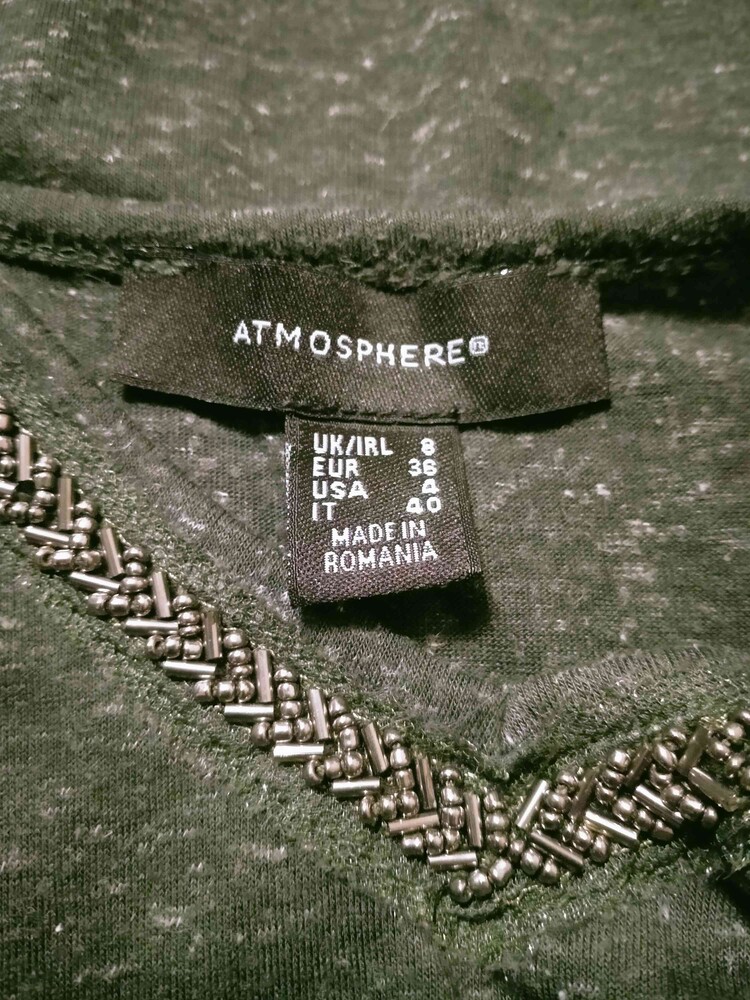 ATMOSPHERE®
UK/IRL 8
EUR 36
USA 4
IT 40
MADE IN
ROMANIA